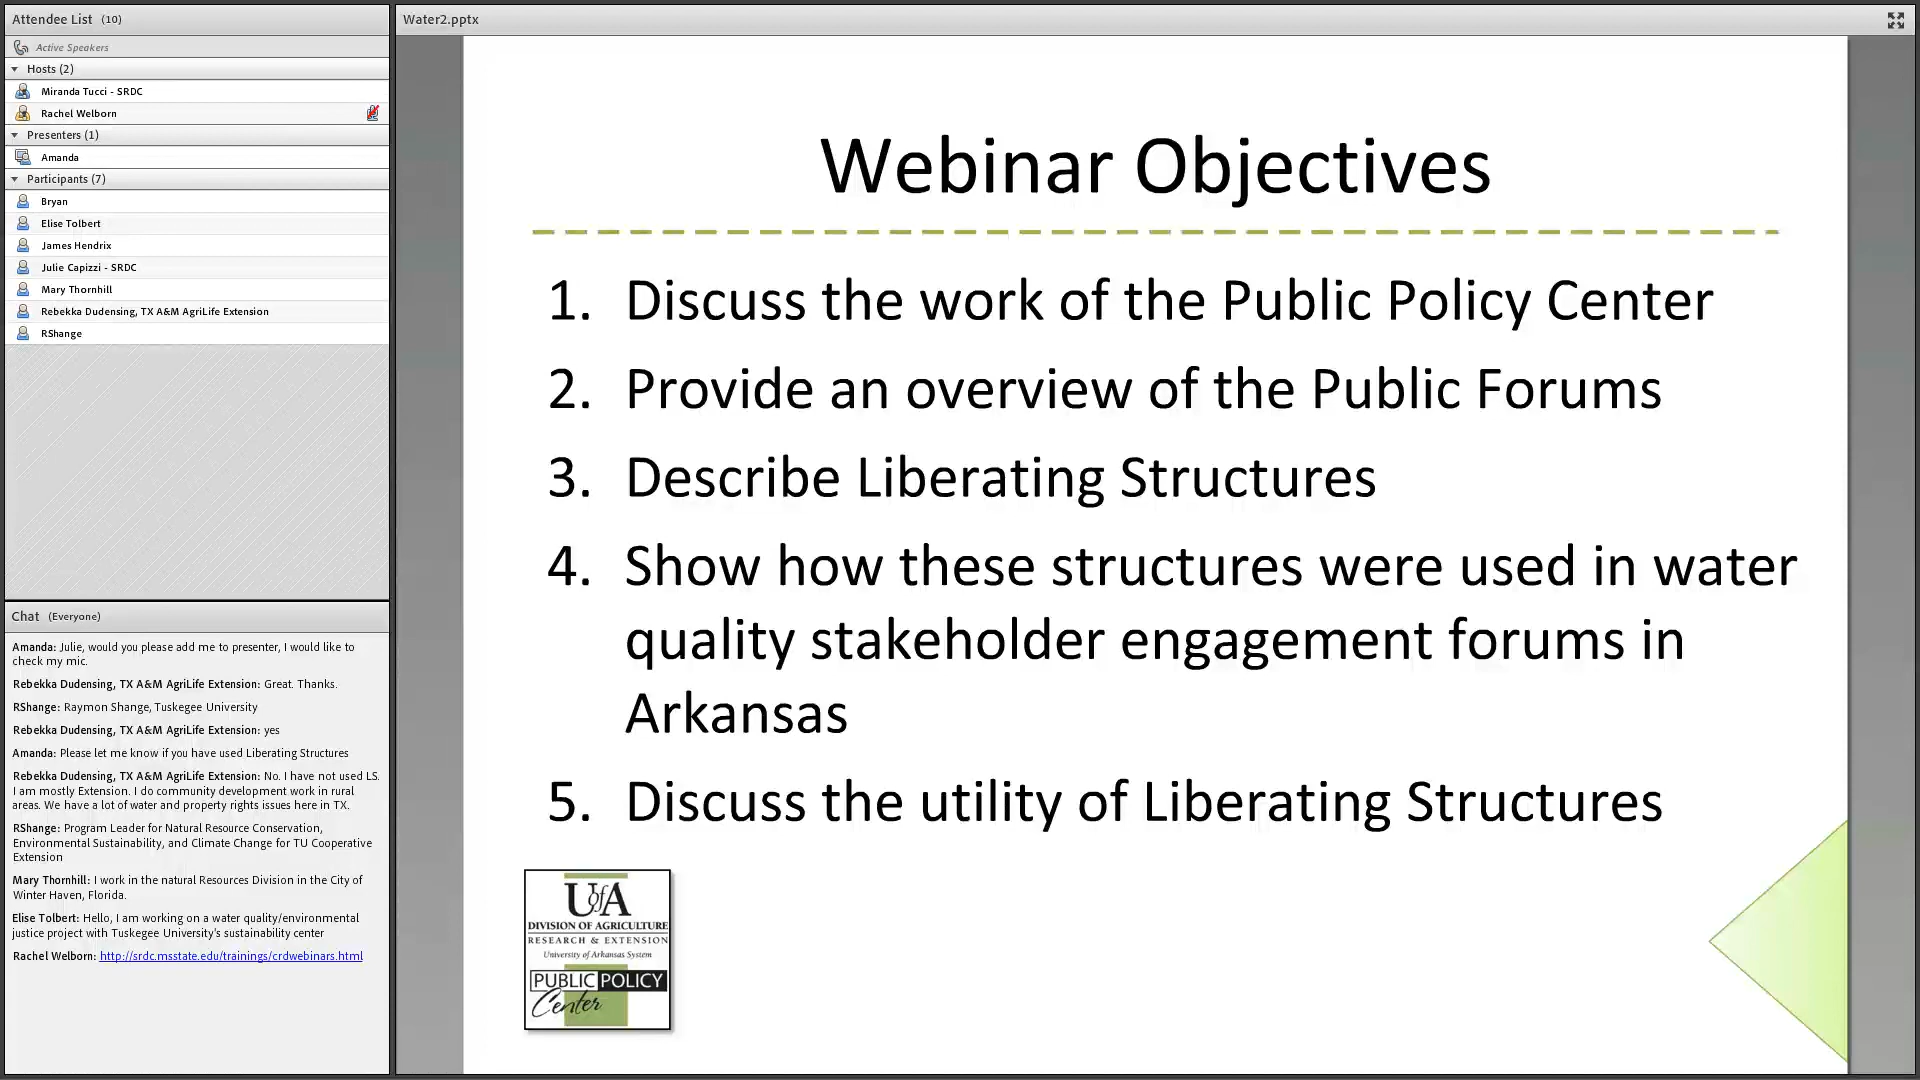 Attendee List (10)
Active Speakers
Hosts (2)
Miranda Tucci - SRDC
Rachel Welborn
Presenters (1)
Amanda
Participants (7)
Bryan
Elise Tolbert
James Hendrix
Julie Capizzi - SRDC
Mary Thornhill
Rebekka Dudensing, TX A&M AgriLife Extension
RShange
Chat (Everyone)
Amanda: Julie, would you please add me to presenter, I would like to
check my mic.
Rebekka Dudensing, TX A&M AgriLife Extension: Great. Thanks.
RShange: Raymon Shange, Tuskegee University
Rebekka Dudensing, TX A&M AgriLife Extension: yes
Amanda: Please let me know if you have used Liberating Structures
Rebekka Dudensing, TX A&M AgriLife Extension: No. I have not used LS.
I am mostly Extension. I do community development work in rural
areas. We have a lot of water and property rights issues here in TX.
RShange: Program Leader for Natural Resource Conservation,
Environmental Sustainability, and Climate Change for TU Cooperative
Extension
Mary Thornhill: I work in the natural Resources Division in the City of
Winter Haven, Florida.
Elise Tolbert: Hello, I am working on a water quality/environmental
justice project with Tuskegee University's sustainability center
Rachel Welborn: http://srdc.msstate.edu/trainings/crdwebinars.html
Water2.pptx
Webinar Objectives
1. Discuss the work of the Public Policy Center
2. Provide an overview of the Public Forums
3. Describe Liberating Structures
4. Show how these structures were used in water
quality stakeholder engagement forums in
Arkansas
5. Discuss the utility of Liberating Structures
UofA
DIVISION OF AGRICULTURE
RESEARCH & EXTENSION
University of Arkansas System
PUBLIC POLICY
Center